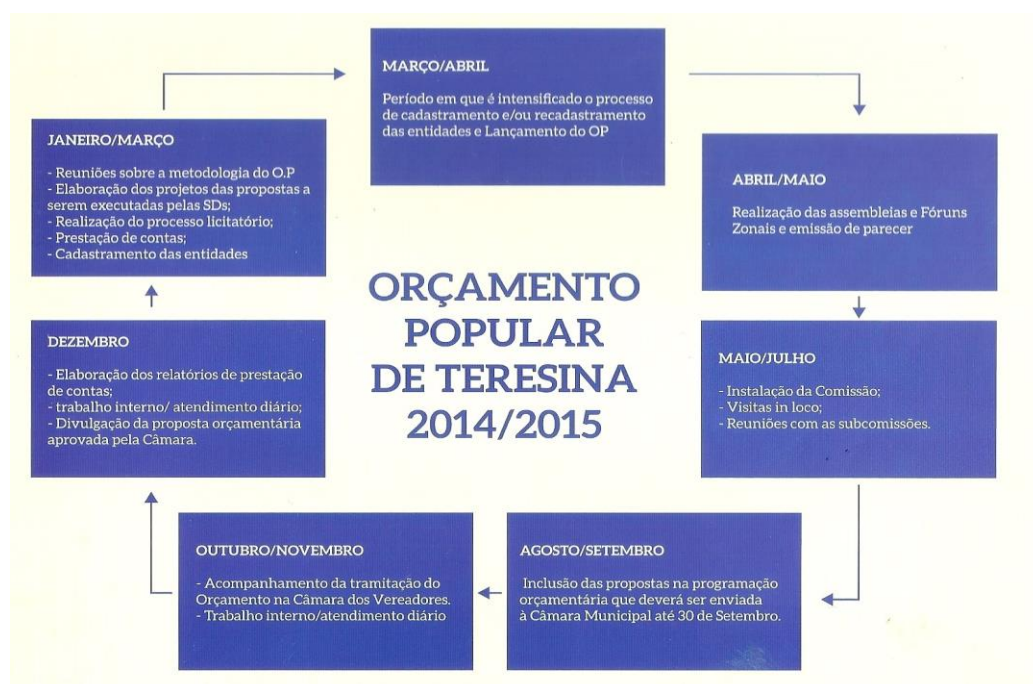 MARÇO/ABRIL
Período em que é intensificado o processo
de cadastramento e/ou recadastramento
das entidades e Lançamento do OP
JANEIRO/MARÇO
- Reuniões sobre a metodologia do O.P
- Elaboração dos projetos das propostas a
serem executadas pelas SDs;
- Realização do processo licitatório;
- Prestação de contas;
- Cadastramento das entidades
ABRIL/MAIO
Realização das assembleias e Fóruns
Zonais e emissão de parecer
ORÇAMENTO
POPULAR
DE TERESINA
2014/2015
DEZEMBRO
- Elaboração dos relatórios de prestação
de contas;
- trabalho interno/ atendimento diário;
- Divulgação da proposta orçamentária
aprovada pela Câmara.
MAIO/JULHO
- Instalação da Comissão;
- Visitas in loco;
- Reuniões com as subcomissões.
OUTUBRO/NOVEMBRO
- Acompanhamento da tramitação do
Orçamento na Câmara dos Vereadores.
- Trabalho interno/atendimento diário
AGOSTO/SETEMBRO
Inclusão das propostas na programação
orçamentária que deverá ser enviada
à Câmara Municipal até 30 de Setembro.